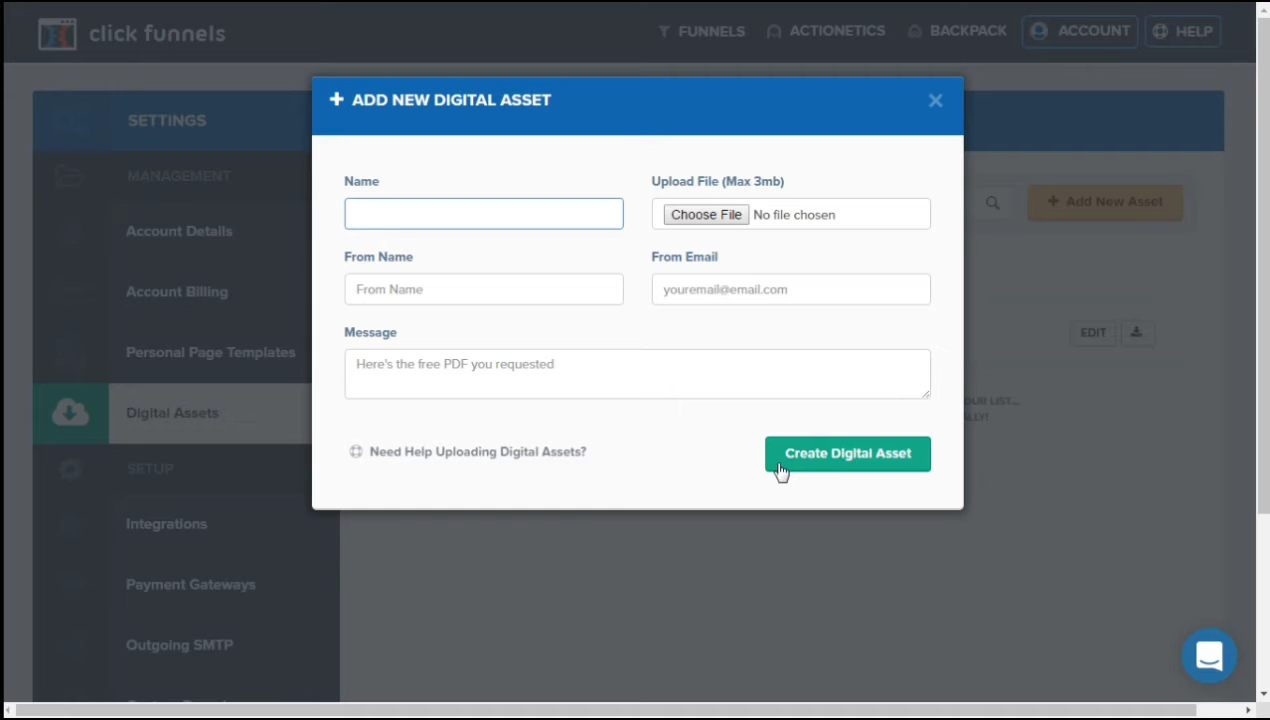 click funnels
FUNNELS
ACTIONETICS
BACKPACK
ACCOUNT
HELP
SETTINGS
MANAGEMENT
Account Details
Account Billing
Personal Page Templates
Digital Assets
SETUP
Integrations
Payment Gateways
Outgoing SMTP
+ ADD NEW DIGITAL ASSET
×
Name
Upload File (Max 3mb)
Choose File No file chosen
From Name
From Email
From Name
youremail@email.com
Message
Here's the free PDF you requested
Need Help Uploading Digital Assets?
Create Digital Asset
+ Add New Asset
EDIT
OUR LIST...